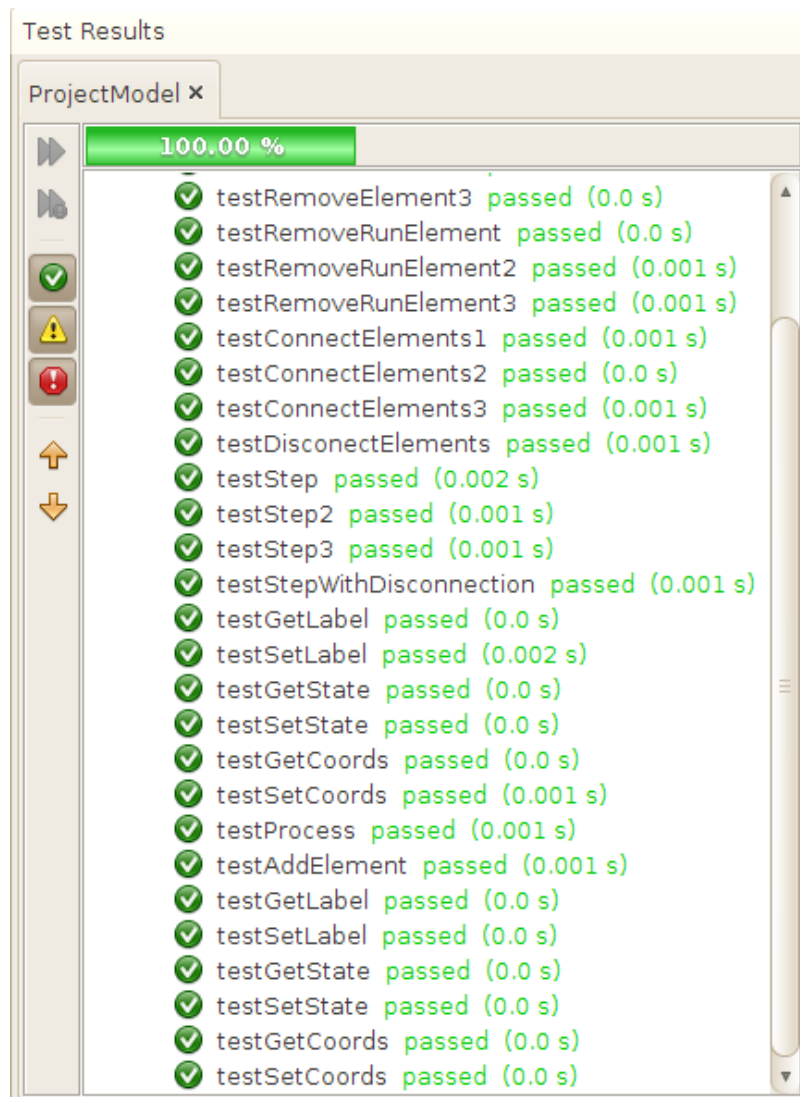 Test Results
ProjectModel ×
100.00 %
testRemoveElement3 passed (0.0 s)
testRemoveRunElement passed (0.0 s)
testRemoveRunElement2 passed (0.001 s)
testRemoveRunElement3 passed (0.001 s)
testConnectElements1 passed (0.001 s)
testConnectElements2 passed (0.0 s)
testConnectElements3 passed (0.001 s)
testDisconectElements passed (0.001 s)
testStep passed (0.002 s)
testStep2 passed (0.001 s)
testStep3 passed (0.001 s)
testStepWithDisconnection passed (0.001 s)
testGetLabel passed (0.0 s)
testSetLabel passed (0.002 s)
testGetState passed (0.0 s)
testSetState passed (0.0 s)
testGetCoords passed (0.0 s)
testSetCoords passed (0.001 s)
testProcess passed (0.001 s)
testAddElement passed (0.001 s)
testGetLabel passed (0.0 s)
testSetLabel passed (0.0 s)
testGetState passed (0.0 s)
testSetState passed (0.0 s)
testGetCoords passed (0.0 s)
testSetCoords passed (0.0 s)